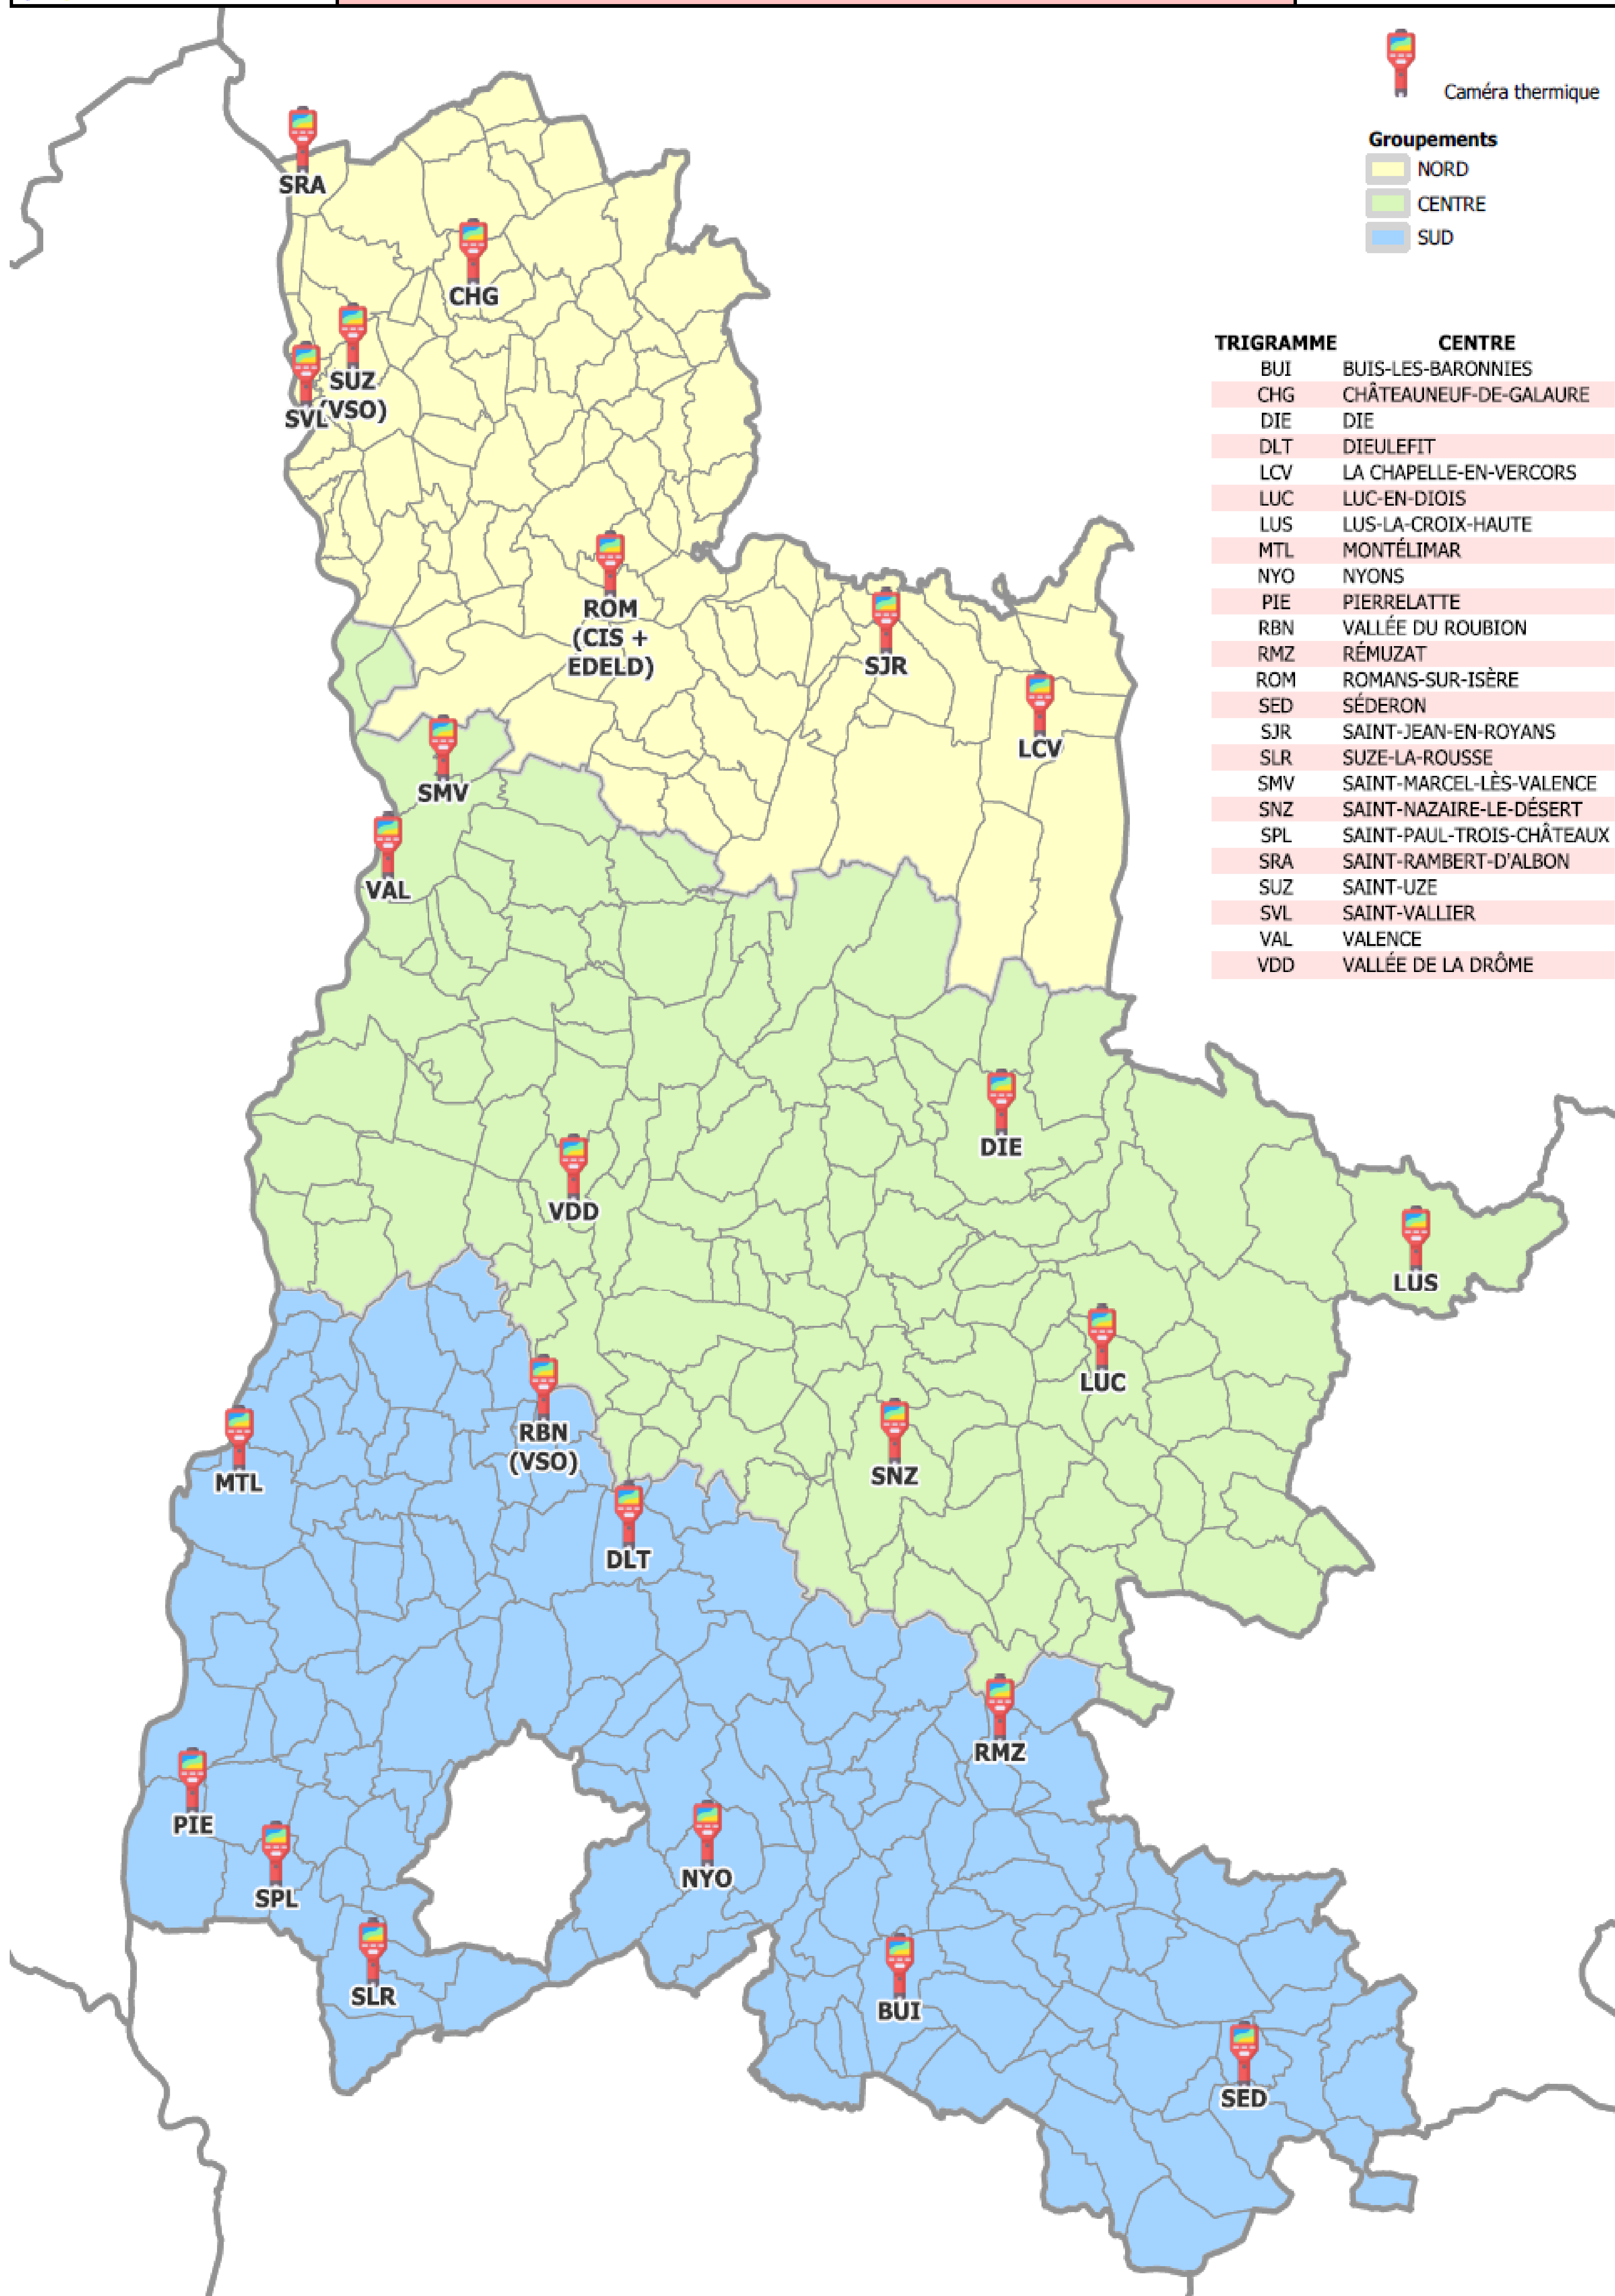 Caméra thermique
Groupements
NORD
CENTRE
SUD
TRIGRAMME CENTRE
BUI BUIS-LES-BARONNIES
CHG CHÂTEAUNEUF-DE-GALAURE
DIE DIE
DLT DIEULEFIT
LCV LA CHAPELLE-EN-VERCORS
LUC LUC-EN-DIOIS
LUS LUS-LA-CROIX-HAUTE
MTL MONTÉLIMAR
NYO NYONS
PIE PIERRELATTE
RBN VALLÉE DU ROUBION
RMZ RÉMUZAT
ROM ROMANS-SUR-ISÈRE
SED SÉDERON
SJR SAINT-JEAN-EN-ROYANS
SLR SUZE-LA-ROUSSE
SMV SAINT-MARCEL-LÈS-VALENCE
SNZ SAINT-NAZAIRE-LE-DÉSERT
SPL SAINT-PAUL-TROIS-CHÂTEAUX
SRA SAINT-RAMBERT-D'ALBON
SUZ SAINT-UZE
SVL SAINT-VALLIER
VAL VALENCE
VDD VALLÉE DE LA DRÔME
SRA
CHG
SUZ
(VSO)
SVL
ROM
(CIS +
EDELD)
SJR
LCV
SMV
VAL
DIE
VDD
LUS
LUC
RBN
(VSO)
SNZ
MTL
DLT
RMZ
PIE
NYO
SPL
SLR
BUI
SED